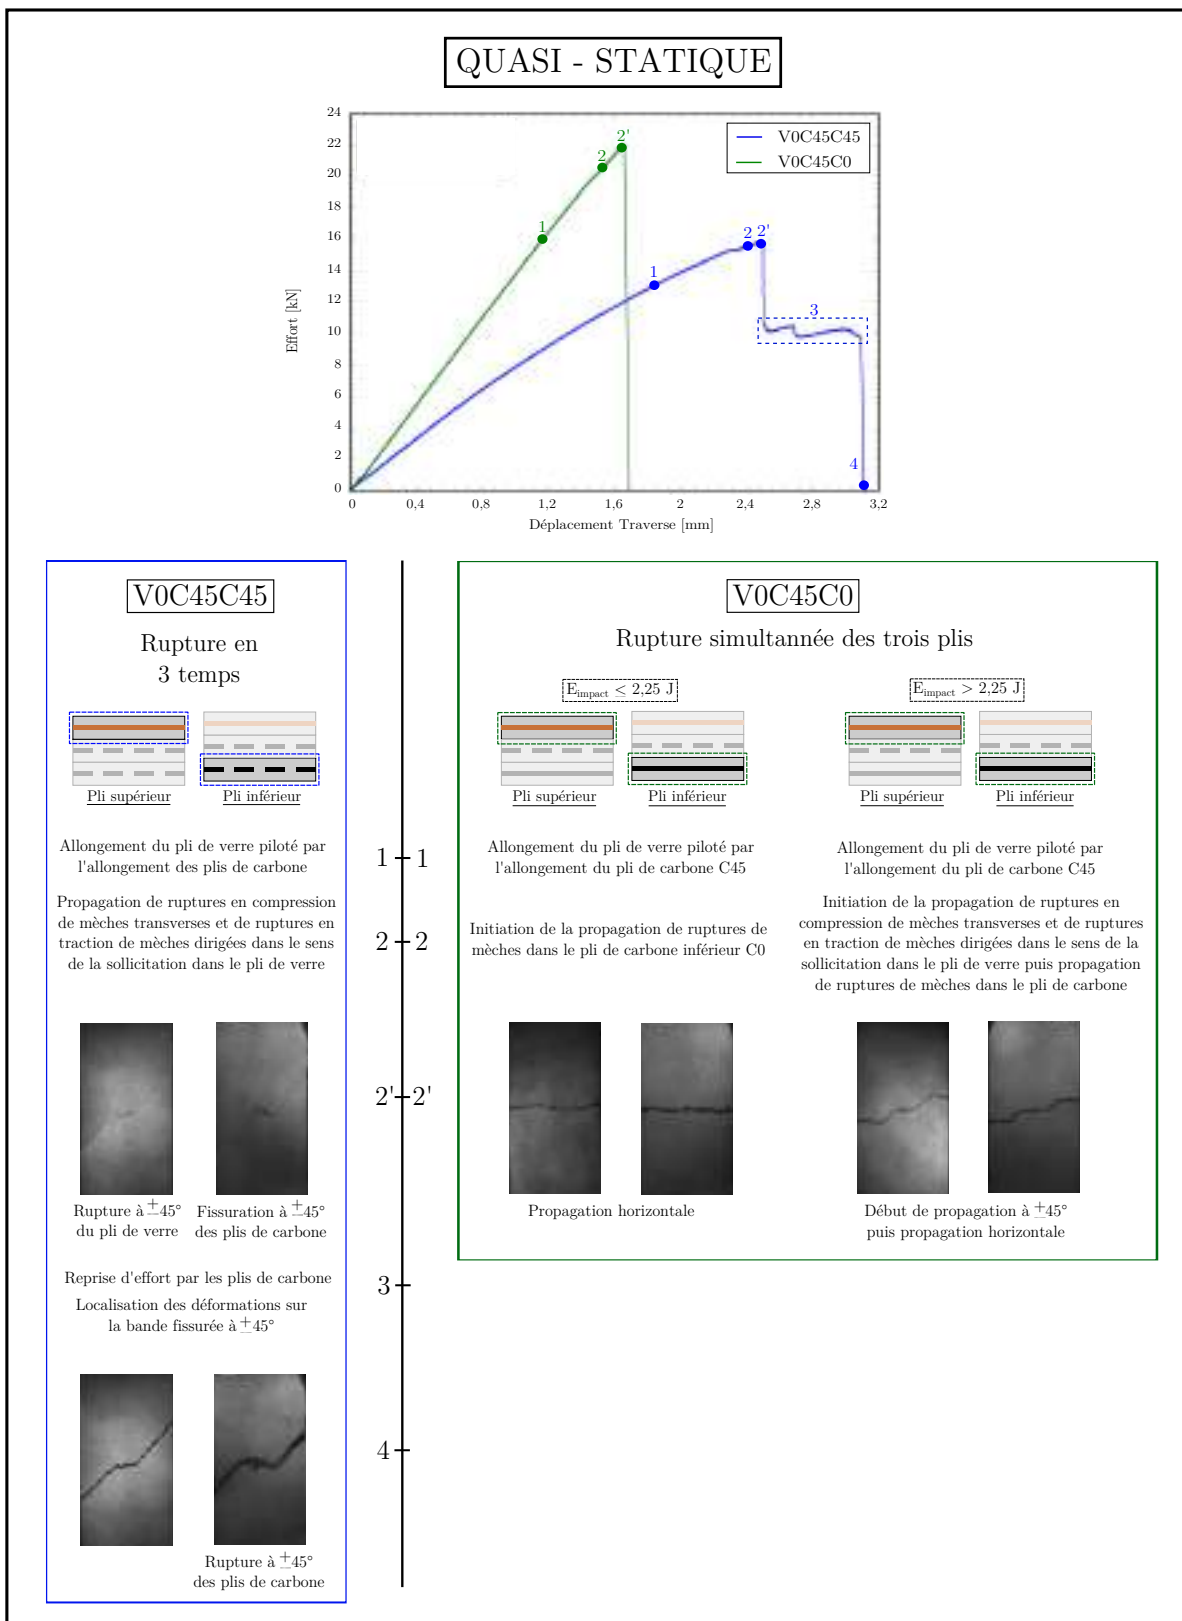 QUASI - STATIQUE
24
22
20
18
16
14
12
10
8
6
4
2
0
Effort [kN]
0
0,4
0,8
1,2
1,6
2
2,4
2,8
3,2
Déplacement Traverse [mm]
V0C45C45
V0C45C0
1
2
2'
1
2
2'
3
4
V0C45C45
Rupture en
3 temps
Pli supérieur
Pli inférieur
Allongement du pli de verre piloté par
l'allongement des plis de carbone
Propagation de ruptures en compression
de mèches transverses et de ruptures en
traction de mèches dirigées dans le sens
de la sollicitation dans le pli de verre
Rupture à ±45°
du pli de verre
Fissuration à ±45°
des plis de carbone
Reprise d'effort par les plis de carbone
Localisation des déformations sur
la bande fissurée à ±45°
Rupture à ±45°
des plis de carbone
1 1
2 2
2' 2'
3
4
V0C45C0
Rupture simultannée des trois plis
Eimpact ≤ 2,25 J
Pli supérieur
Pli inférieur
Allongement du pli de verre piloté par
l'allongement du pli de carbone C45
Initiation de la propagation de ruptures de
mèches dans le pli de carbone inférieur C0
Propagation horizontale
Eimpact > 2,25 J
Pli supérieur
Pli inférieur
Allongement du pli de verre piloté par
l'allongement du pli de carbone C45
Initiation de la propagation de ruptures en
compression de mèches transverses et de ruptures
en traction de mèches dirigées dans le sens de la
sollicitation dans le pli de verre puis propagation
de ruptures de mèches dans le pli de carbone
Début de propagation à ±45°
puis propagation horizontale